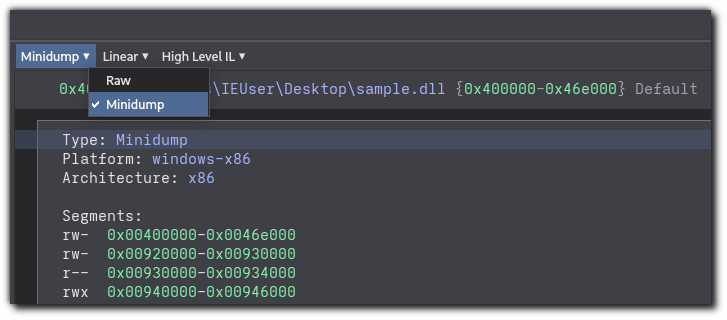 Minidump ▾ Linear ▾ High Level IL ▾
Raw
✓ Minidump
0x4 s\IEUser\Desktop\sample.dll {0x400000-0x46e000} Default
Type: Minidump
Platform: windows-x86
Architecture: x86
Segments:
rw- 0x00400000-0x0046e000
rw- 0x00920000-0x00930000
r-- 0x00930000-0x00934000
rwx 0x00940000-0x00946000